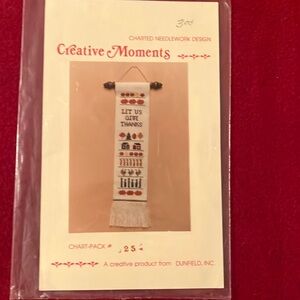 3.00
CHARTED NEEDLEWORK DESIGN
Creative Moments
LET US
GIVE
THANKS
CHART-PACK # 25
A creative product from DUNFIELD, INC